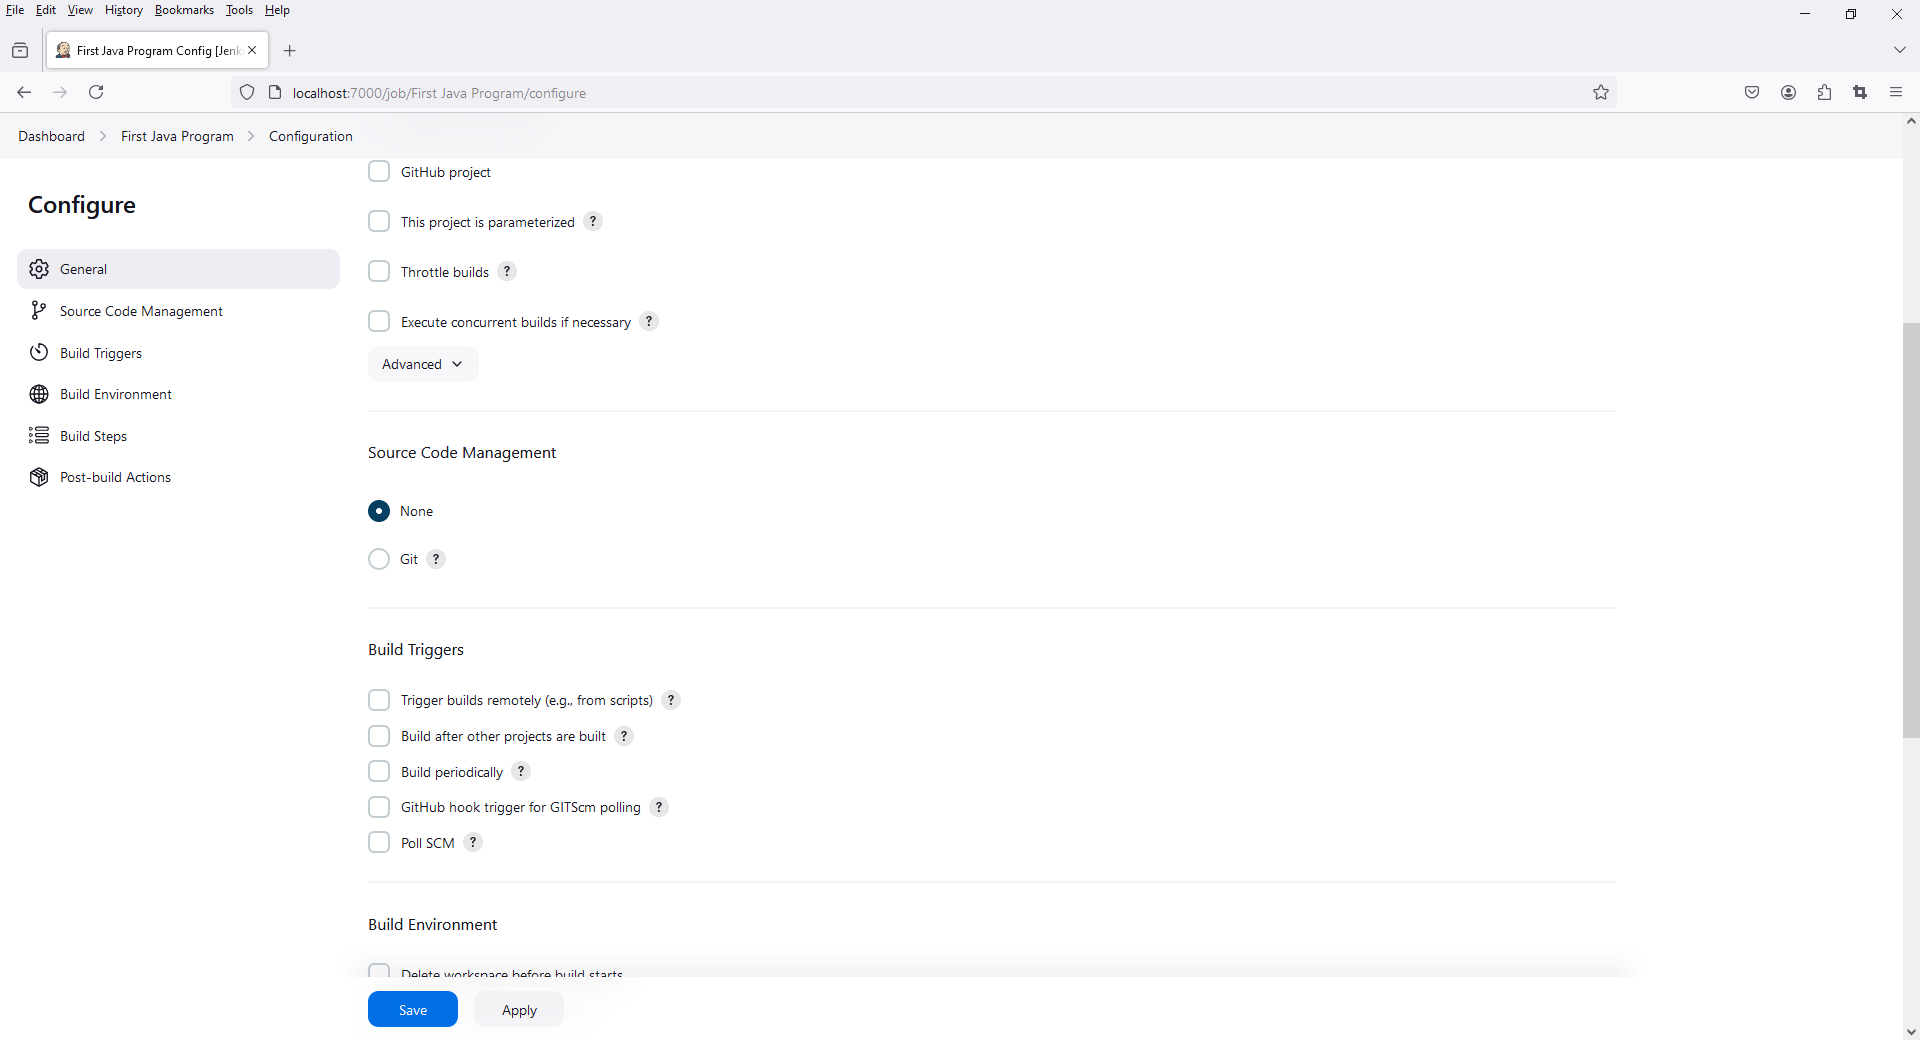 File Edit View History Bookmarks Tools Help
First Java Program Config [Jenk
localhost:7000/job/First Java Program/configure
Dashboard First Java Program Configuration
Configure
General
Source Code Management
Build Triggers
Build Environment
Build Steps
Post-build Actions
GitHub project
This project is parameterized ?
Throttle builds ?
Execute concurrent builds if necessary ?
Advanced
Source Code Management
None
Git ?
Build Triggers
Trigger builds remotely (e.g., from scripts) ?
Build after other projects are built ?
Build periodically ?
GitHub hook trigger for GITScm polling ?
Poll SCM ?
Build Environment
Delete workspace before build starts
Save Apply